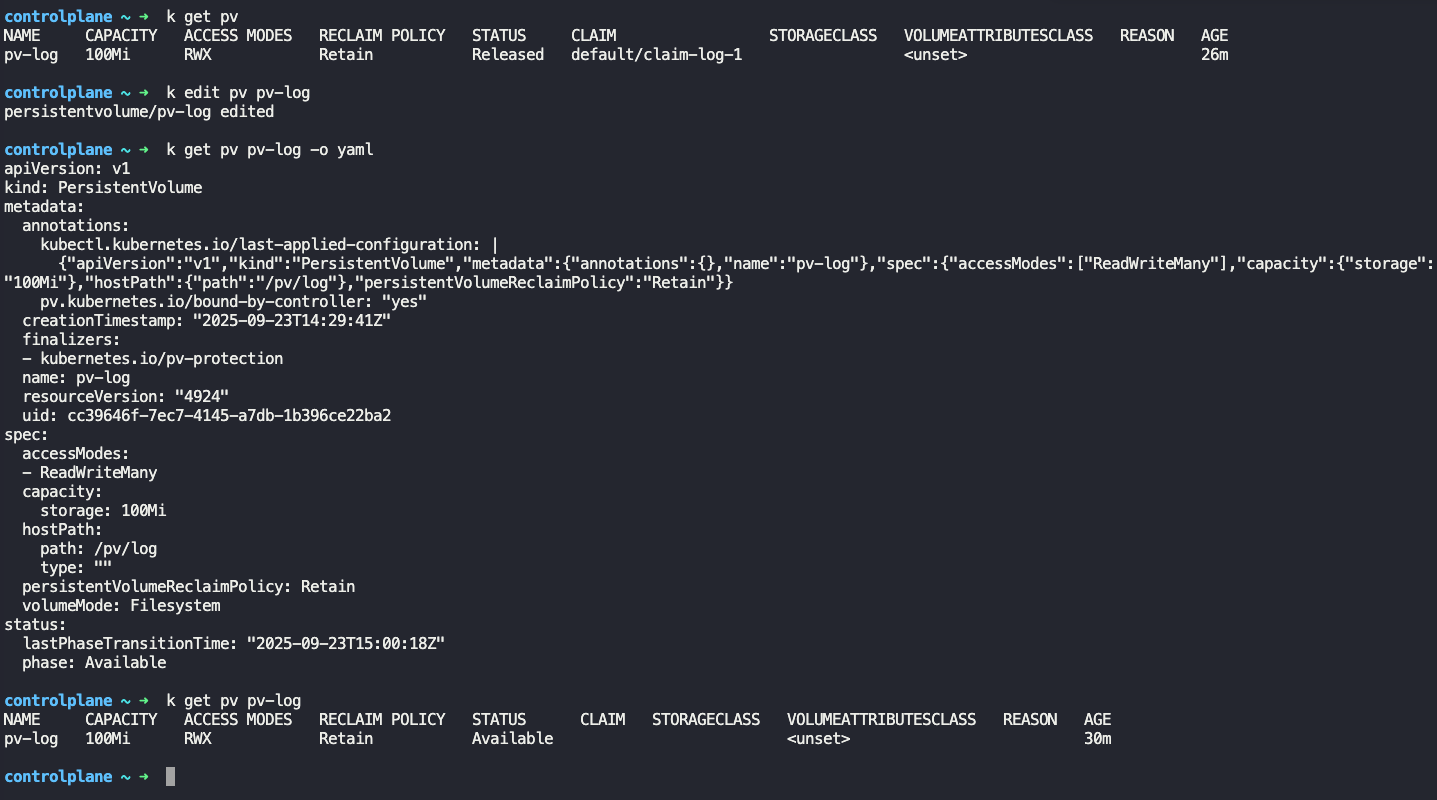 controlplane ~ ➜  k get pv
NAME     CAPACITY   ACCESS MODES   RECLAIM POLICY   STATUS     CLAIM                 STORAGECLASS   VOLUMEATTRIBUTESCLASS   REASON   AGE
pv-log   100Mi      RWX            Retain           Released   default/claim-log-1                  <unset>                          26m
controlplane ~ ➜  k edit pv pv-log
persistentvolume/pv-log edited
controlplane ~ ➜  k get pv pv-log -o yaml
apiVersion: v1
kind: PersistentVolume
metadata:
  annotations:
    kubectl.kubernetes.io/last-applied-configuration: |
      {"apiVersion":"v1","kind":"PersistentVolume","metadata":{"annotations":{},"name":"pv-log"},"spec":{"accessModes":["ReadWriteMany"],"capacity":{"storage":
"100Mi"},"hostPath":{"path":"/pv/log"},"persistentVolumeReclaimPolicy":"Retain"}}
    pv.kubernetes.io/bound-by-controller: "yes"
  creationTimestamp: "2025-09-23T14:29:41Z"
  finalizers:
  - kubernetes.io/pv-protection
  name: pv-log
  resourceVersion: "4924"
  uid: cc39646f-7ec7-4145-a7db-1b396ce22ba2
spec:
  accessModes:
  - ReadWriteMany
  capacity:
    storage: 100Mi
  hostPath:
    path: /pv/log
    type: ""
  persistentVolumeReclaimPolicy: Retain
  volumeMode: Filesystem
status:
  lastPhaseTransitionTime: "2025-09-23T15:00:18Z"
  phase: Available
controlplane ~ ➜  k get pv pv-log
NAME     CAPACITY   ACCESS MODES   RECLAIM POLICY   STATUS      CLAIM   STORAGECLASS   VOLUMEATTRIBUTESCLASS   REASON   AGE
pv-log   100Mi      RWX            Retain           Available                          <unset>                          30m
controlplane ~ ➜